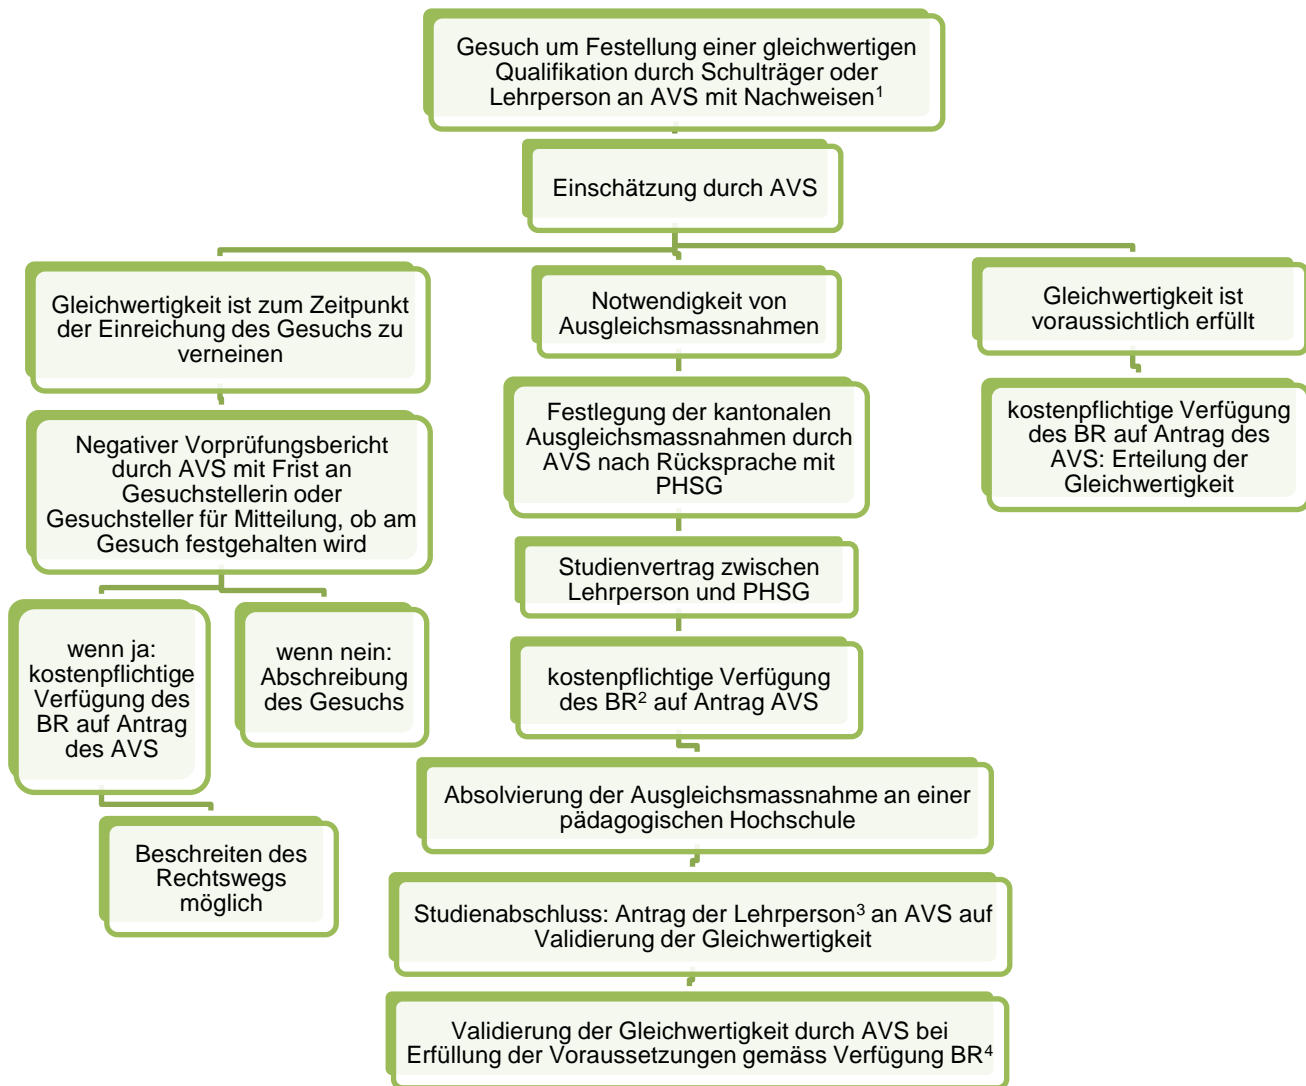 Gesuch um Festellung einer gleichwertigen
Qualifikation durch Schulträger oder
Lehrperson an AVS mit Nachweisen¹
Einschätzung durch AVS
Gleichwertigkeit ist zum Zeitpunkt
der Einreichung des Gesuchs zu
verneinen
Negativer Vorprüfungsbericht
durch AVS mit Frist an
Gesuchstellerin oder
Gesuchsteller für Mitteilung, ob am
Gesuch festgehalten wird
wenn ja:
kostenpflichtige
Verfügung des
BR auf Antrag
des AVS
Beschreiten des
Rechtswegs
möglich
wenn nein:
Abschreibung
des Gesuchs
Notwendigkeit von
Ausgleichsmassnahmen
Festlegung der kantonalen
Ausgleichsmassnahmen durch
AVS nach Rücksprache mit
PHSG
Studienvertrag zwischen
Lehrperson und PHSG
kostenpflichtige Verfügung
des BR² auf Antrag AVS
Absolvierung der Ausgleichsmassnahme an einer
pädagogischen Hochschule
Studienabschluss: Antrag der Lehrperson³ an AVS auf
Validierung der Gleichwertigkeit
Validierung der Gleichwertigkeit durch AVS bei
Erfüllung der Voraussetzungen gemäss Verfügung BR⁴
Gleichwertigkeit ist
voraussichtlich erfüllt
kostenpflichtige Verfügung
des BR auf Antrag des
AVS: Erteilung der
Gleichwertigkeit